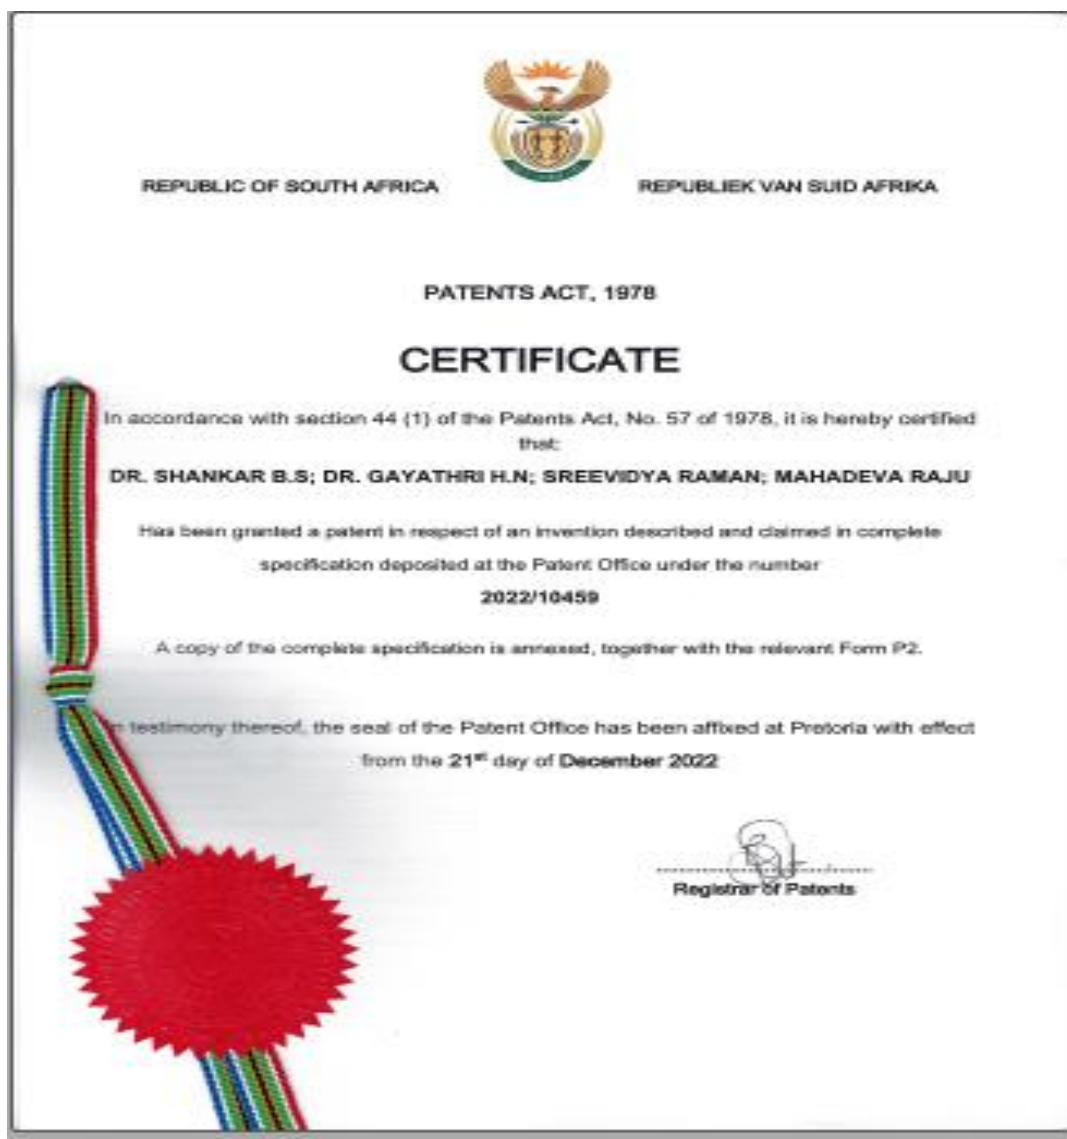 REPUBLIC OF SOUTH AFRICA
REPUBLIEK VAN SUID AFRIKA
PATENTS ACT, 1978
CERTIFICATE
In accordance with section 44 (1) of the Patents Act, No. 57 of 1978, it is hereby certified
that:
DR. SHANKAR B.S; DR. GAYATHRI H.N; SREEVIDYA RAMAN; MAHADEVA RAJU
Has been granted a patent in respect of an invention described and claimed in complete
specification deposited at the Patent Office under the number
2022/10459
A copy of the complete specification is annexed, together with the relevant Form P2.
In testimony thereof, the seal of the Patent Office has been affixed at Pretoria with effect
from the 21st day of December 2022
Registrar of Patents